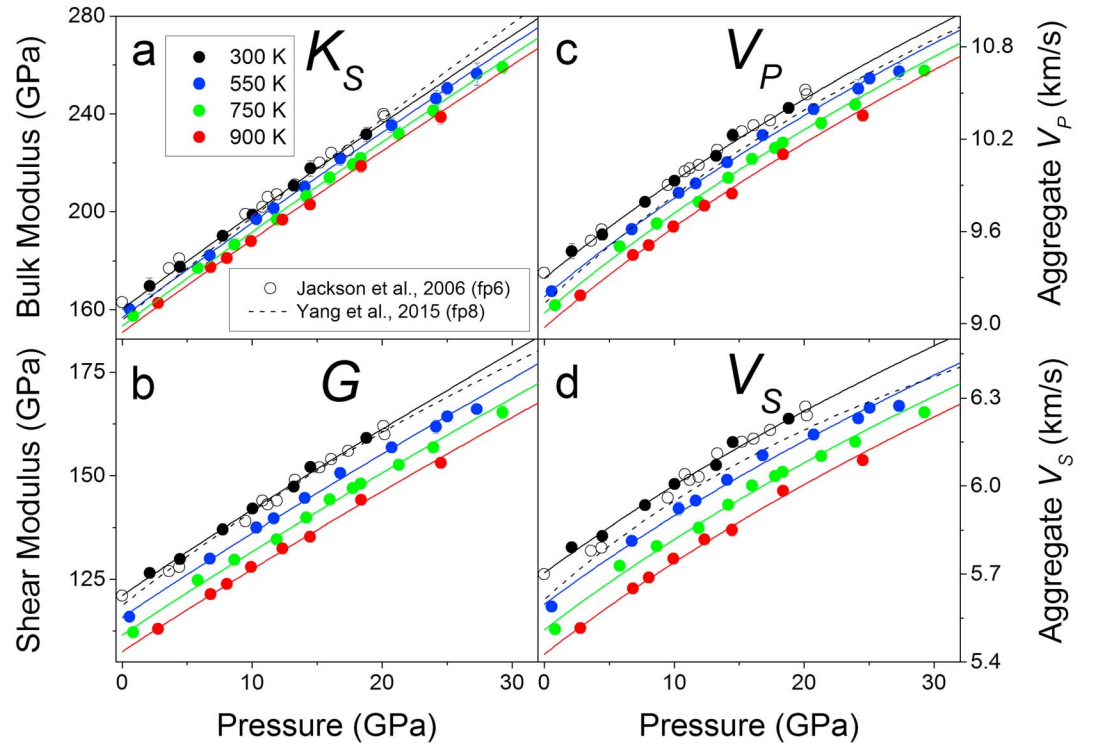 280
240
200
160
Bulk Modulus (GPa)
a
K_S
300 K
550 K
750 K
900 K
Jackson et al., 2006 (fp6)
Yang et al., 2015 (fp8)
c
V_P
10.8
10.2
9.6
9.0
Aggregate V_P (km/s)
175
150
125
Shear Modulus (GPa)
b
G
d
V_S
6.3
6.0
5.7
5.4
Aggregate V_S (km/s)
0 10 20 30
Pressure (GPa)
0 10 20 30
Pressure (GPa)